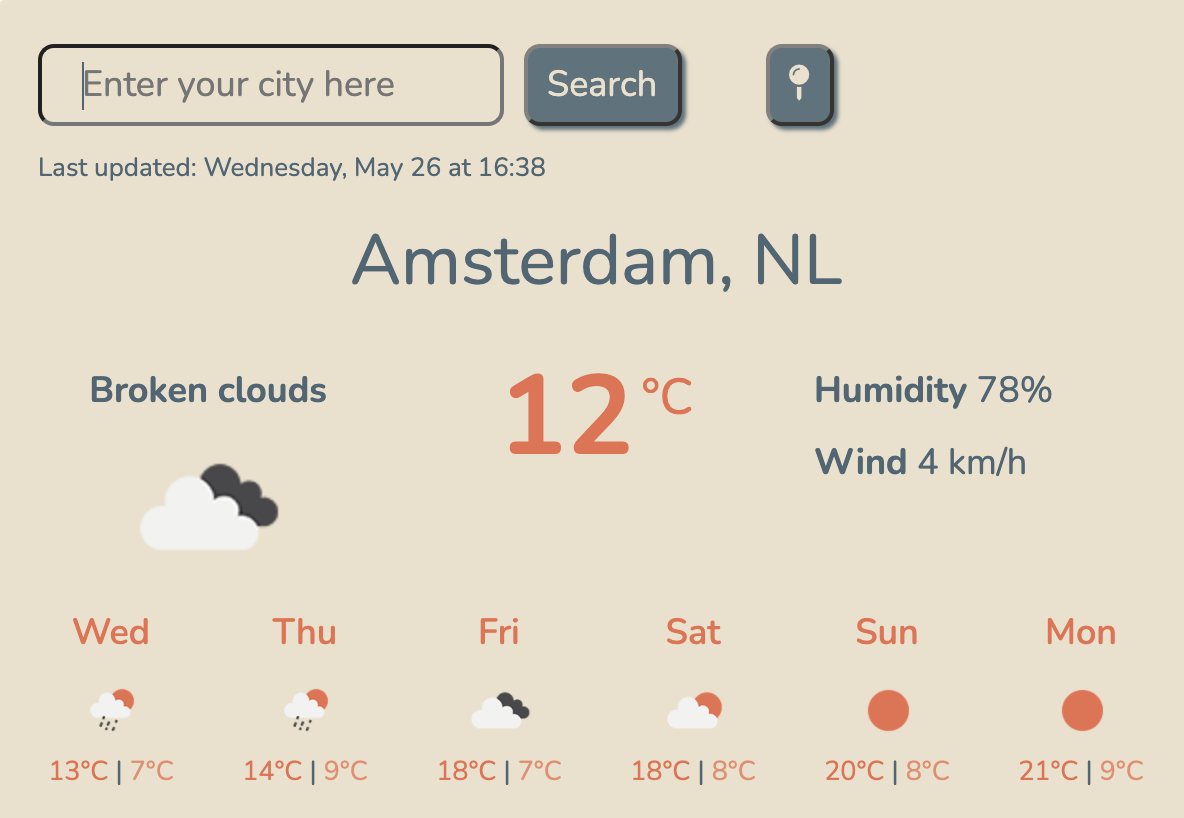 Enter your city here Search
Last updated: Wednesday, May 26 at 16:38
Amsterdam, NL
Broken clouds
12 °C
Humidity 78%
Wind 4 km/h
Wed Thu Fri Sat Sun Mon
13°C | 7°C 14°C | 9°C 18°C | 7°C 18°C | 8°C 20°C | 8°C 21°C | 9°C